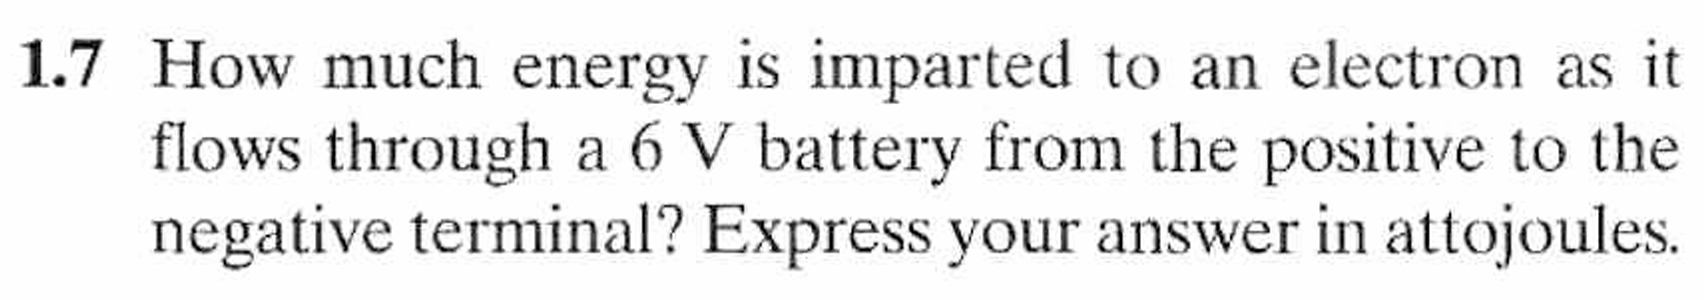 1.7 How much energy is imparted to an electron as it
flows through a 6 V battery from the positive to the
negative terminal? Express your answer in attojoules.